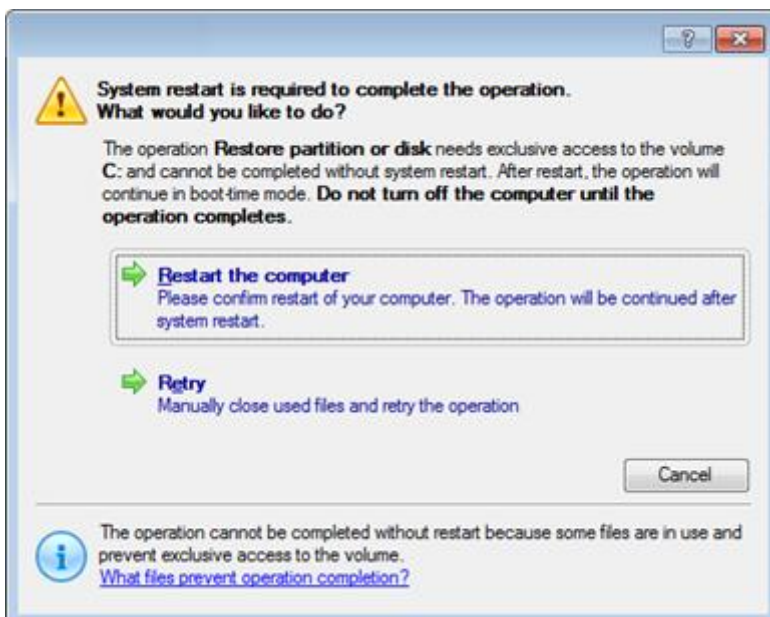 System restart is required to complete the operation.
What would you like to do?
The operation Restore partition or disk needs exclusive access to the volume
C: and cannot be completed without system restart. After restart, the operation will
continue in boot-time mode. Do not turn off the computer until the
operation completes.
Restart the computer
Please confirm restart of your computer. The operation will be continued after
system restart.
Retry
Manually close used files and retry the operation
Cancel
The operation cannot be completed without restart because some files are in use and
prevent exclusive access to the volume.
What files prevent operation completion?